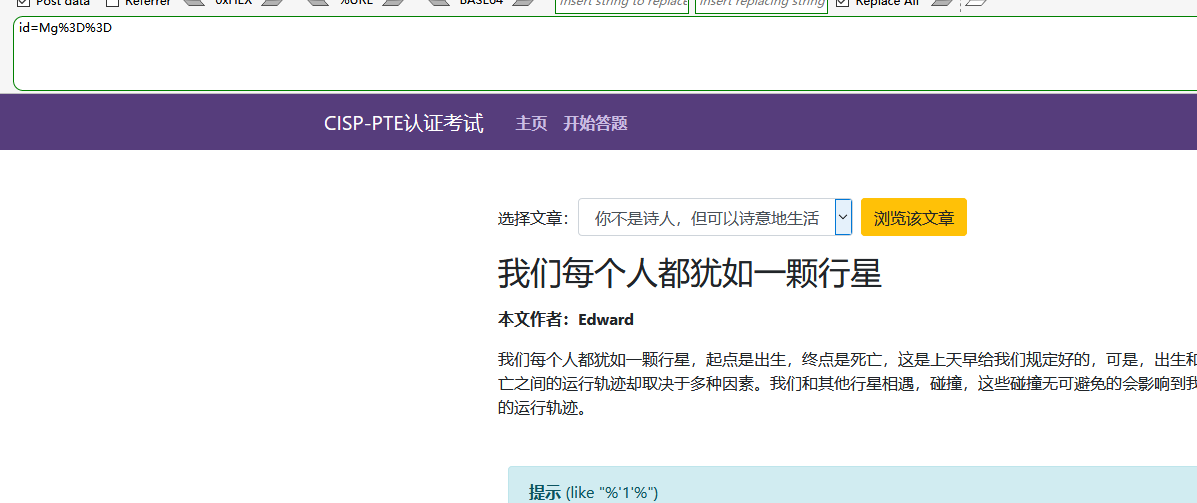 Post data Referrer 0xHEX %URL BASE64 Insert string to replace Insert replacing string Replace All
id=Mg%3D%3D
CISP-PTE认证考试 主页 开始答题
选择文章: 你不是诗人，但可以诗意地生活 浏览该文章
我们每个人都犹如一颗行星
本文作者：Edward
我们每个人都犹如一颗行星，起点是出生，终点是死亡，这是上天早给我们规定好的，可是，出生和
亡之间的运行轨迹却取决于多种因素。我们和其他行星相遇，碰撞，这些碰撞无可避免的会影响到我
的运行轨迹。
提示 (like "%'1'%")